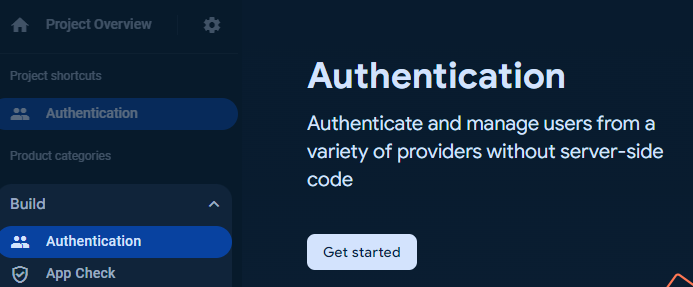 Project Overview
Project shortcuts
Authentication
Product categories
Build
Authentication
App Check
Authentication
Authenticate and manage users from a
variety of providers without server-side
code
Get started